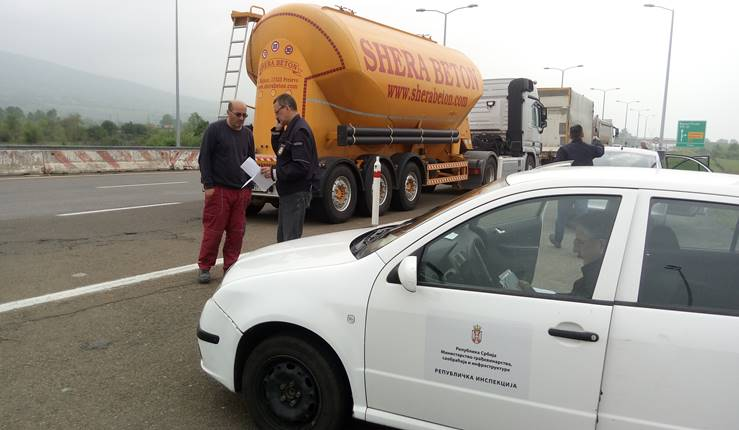 SHERA BETON
www.sherabeton.com
SHERA BETON
Република Србија
Министарство грађевинарства,
саобраћаја и инфраструктуре
РЕПУБЛИЧКА ИНСПЕКЦИЈА